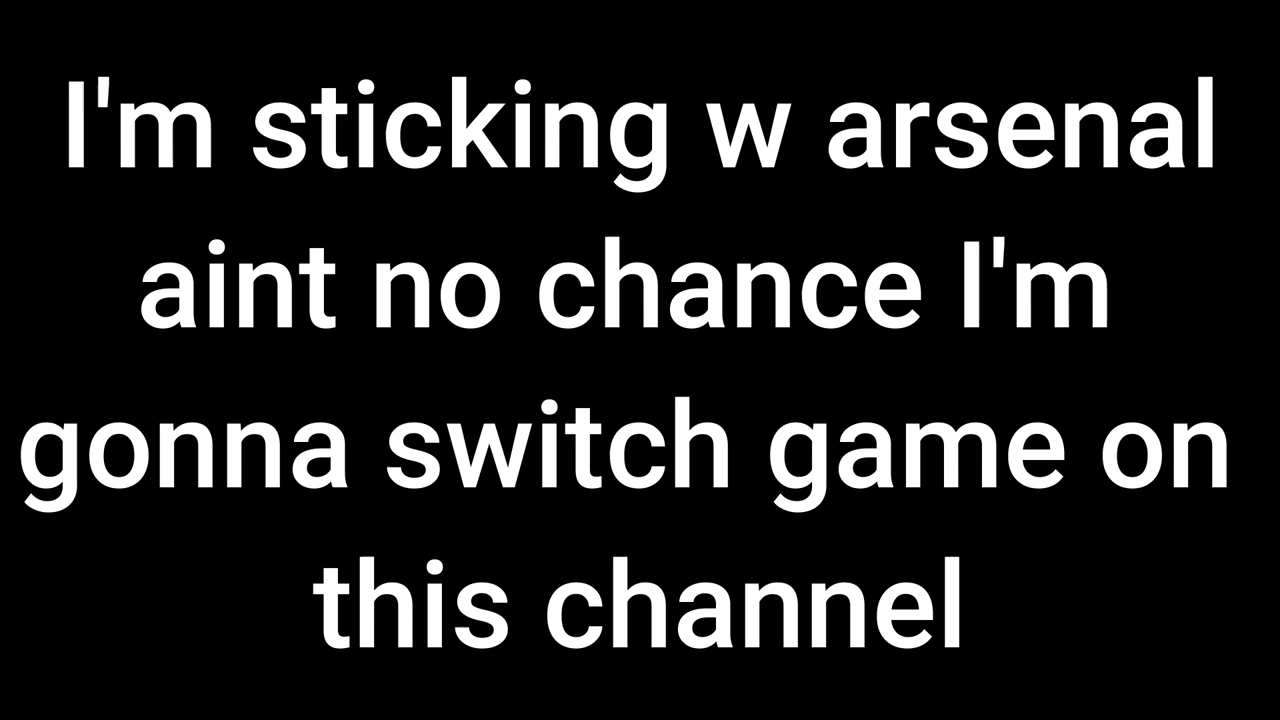 I'm sticking w arsenal
aint no chance I'm
gonna switch game on
this channel